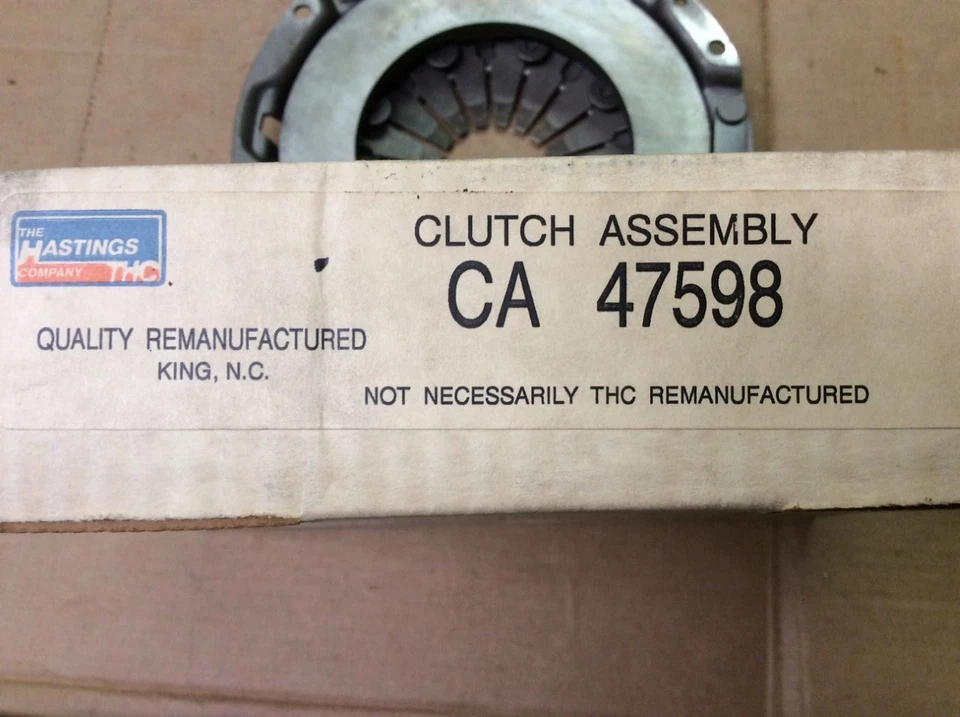 THE
HASTINGS
COMPANY THC
QUALITY REMANUFACTURED
KING, N.C.
CLUTCH ASSEMBLY
CA 47598
NOT NECESSARILY THC REMANUFACTURED